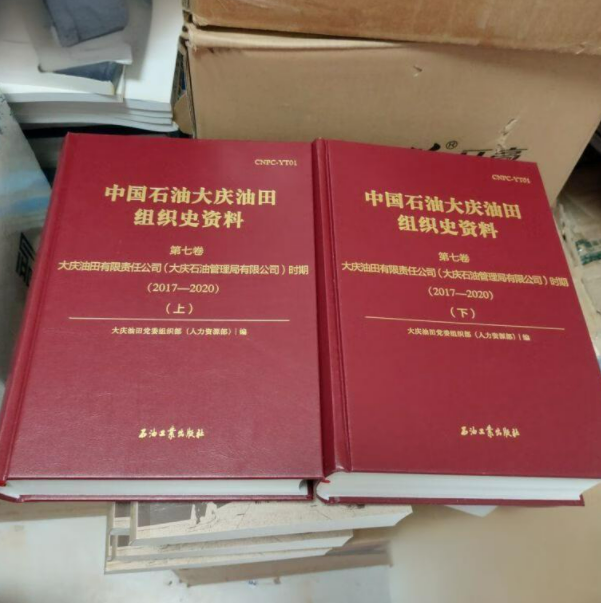 CNPC-YT01
中国石油大庆油田
组织史资料
第七卷
大庆油田有限责任公司（大庆石油管理局有限公司）时期
（2017—2020）
（上）
大庆油田党委组织部（人力资源部）|编
石油工业出版社
CNPC-YT01
中国石油大庆油田
组织史资料
第七卷
大庆油田有限责任公司（大庆石油管理局有限公司）时期
（2017—2020）
（下）
大庆油田党委组织部（人力资源部）|编
石油工业出版社